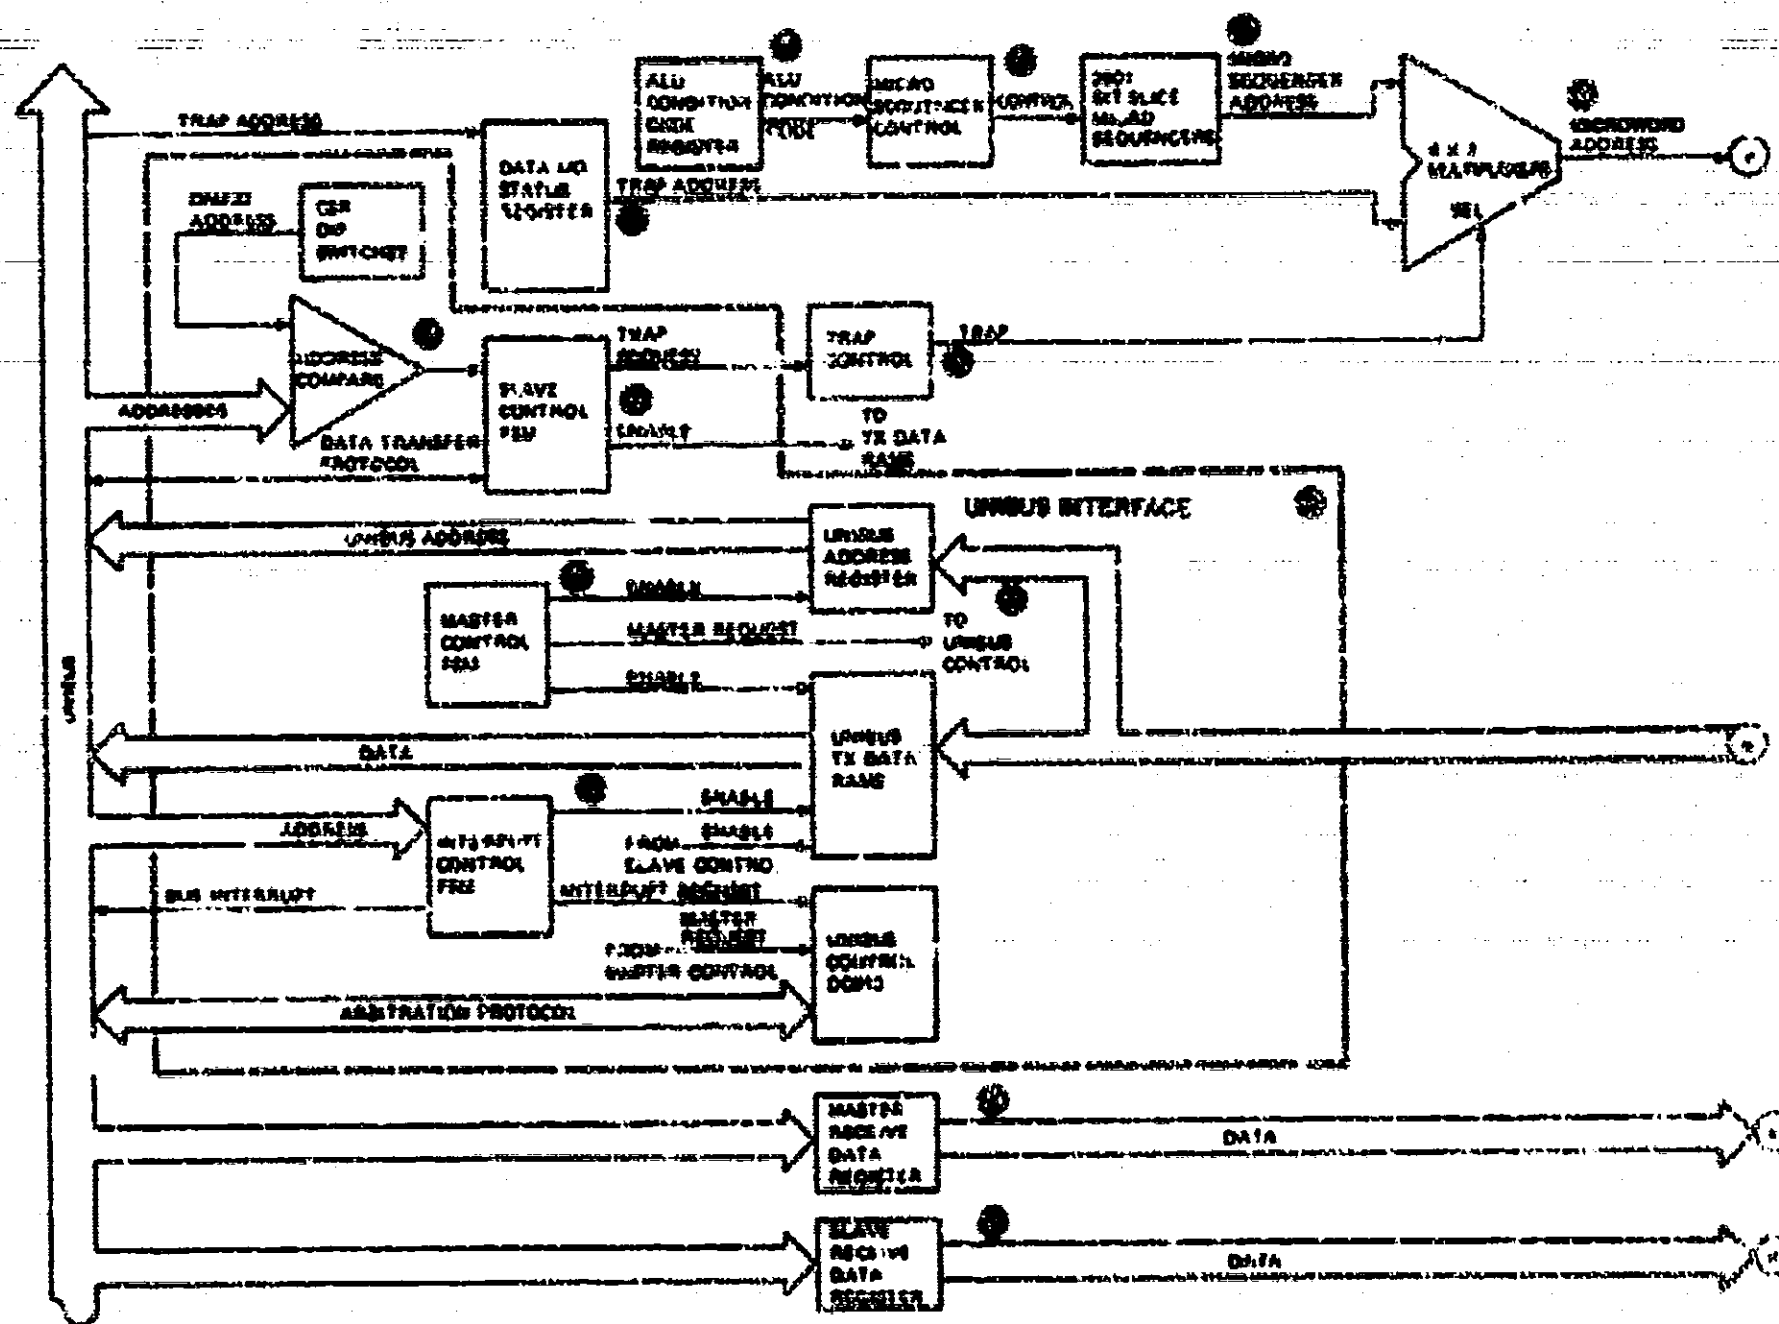 TRAP ADDRESS
ADDRESS
CSR
DIP
ALU
CONDITION
CODE
REGISTER
ALU
CONDITION
CODE
MICRO
SEQUENCER
CONTROL
CONTROL
BIT SLICE
MICRO
SEQUENCERS
MICRO
SEQUENCER
ADDRESS
MULTIPLEXERS
SEL
MICROWORD
ADDRESS
STATUS
REGISTER
TRAP ADDRESS
ADDRESS
COMPARE
ADDRESSES
DATA TRANSFER
PROTOCOL
SLAVE
CONTROL
FSM
TRAP
ENABLE
TRAP
CONTROL
TRAP
TO
TX DATA
RAMS
UNIBUS INTERFACE
UNIBUS ADDRESS
UNIBUS
ADDRESS
REGISTER
MASTER
CONTROL
FSM
ENABLE
MASTER REQUEST
ENABLE
TO
UNIBUS
CONTROL
UNIBUS
DATA
UNIBUS
TX DATA
RAMS
ADDRESS
INTERRUPT
CONTROL
FSM
ENABLE
ENABLE
FROM
SLAVE CONTRO
BUS INTERRUPT
INTERRUPT REQUEST
MASTER
REQUEST
FROM
MASTER CONTROL
UNIBUS
CONTROL
ARBITRATION PROTOCOL
MASTER
RECEIVE
DATA
REGISTER
DATA
SLAVE
RECEIVE
DATA
REGISTER
DATA